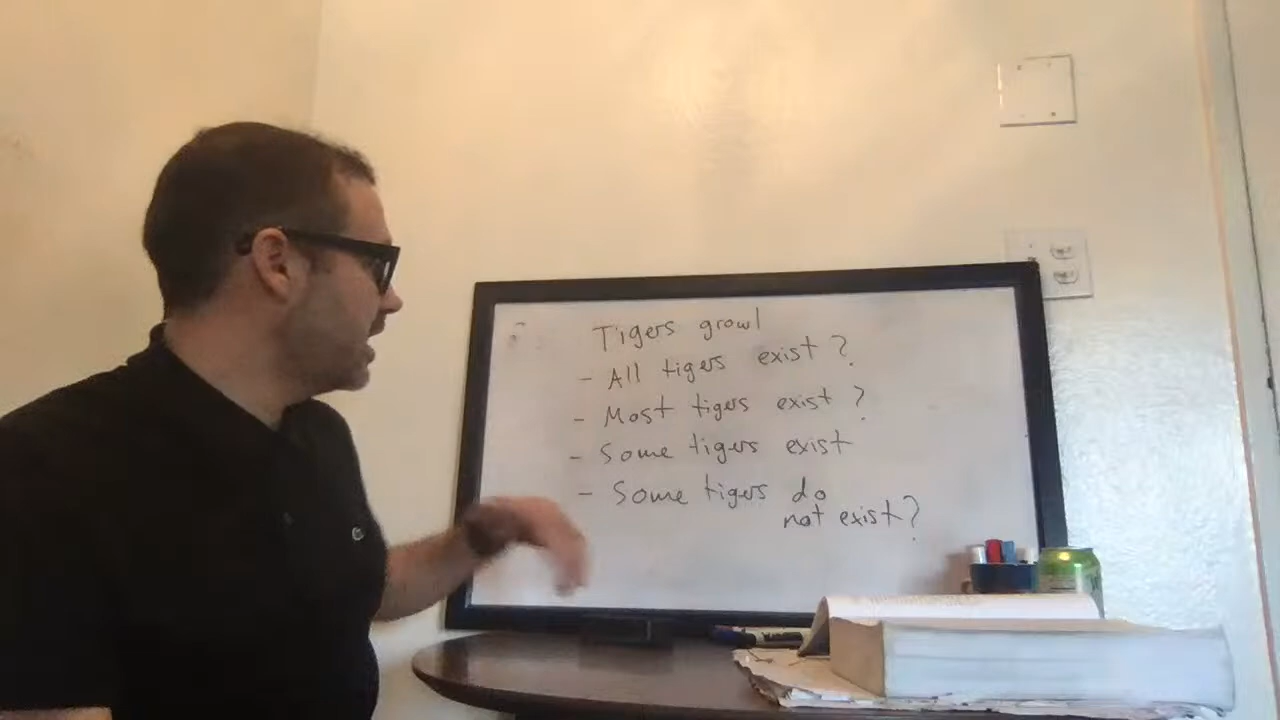 Tigers growl
- All tigers exist?
- Most tigers exist?
- Some tigers exist
- Some tigers do
not exist?